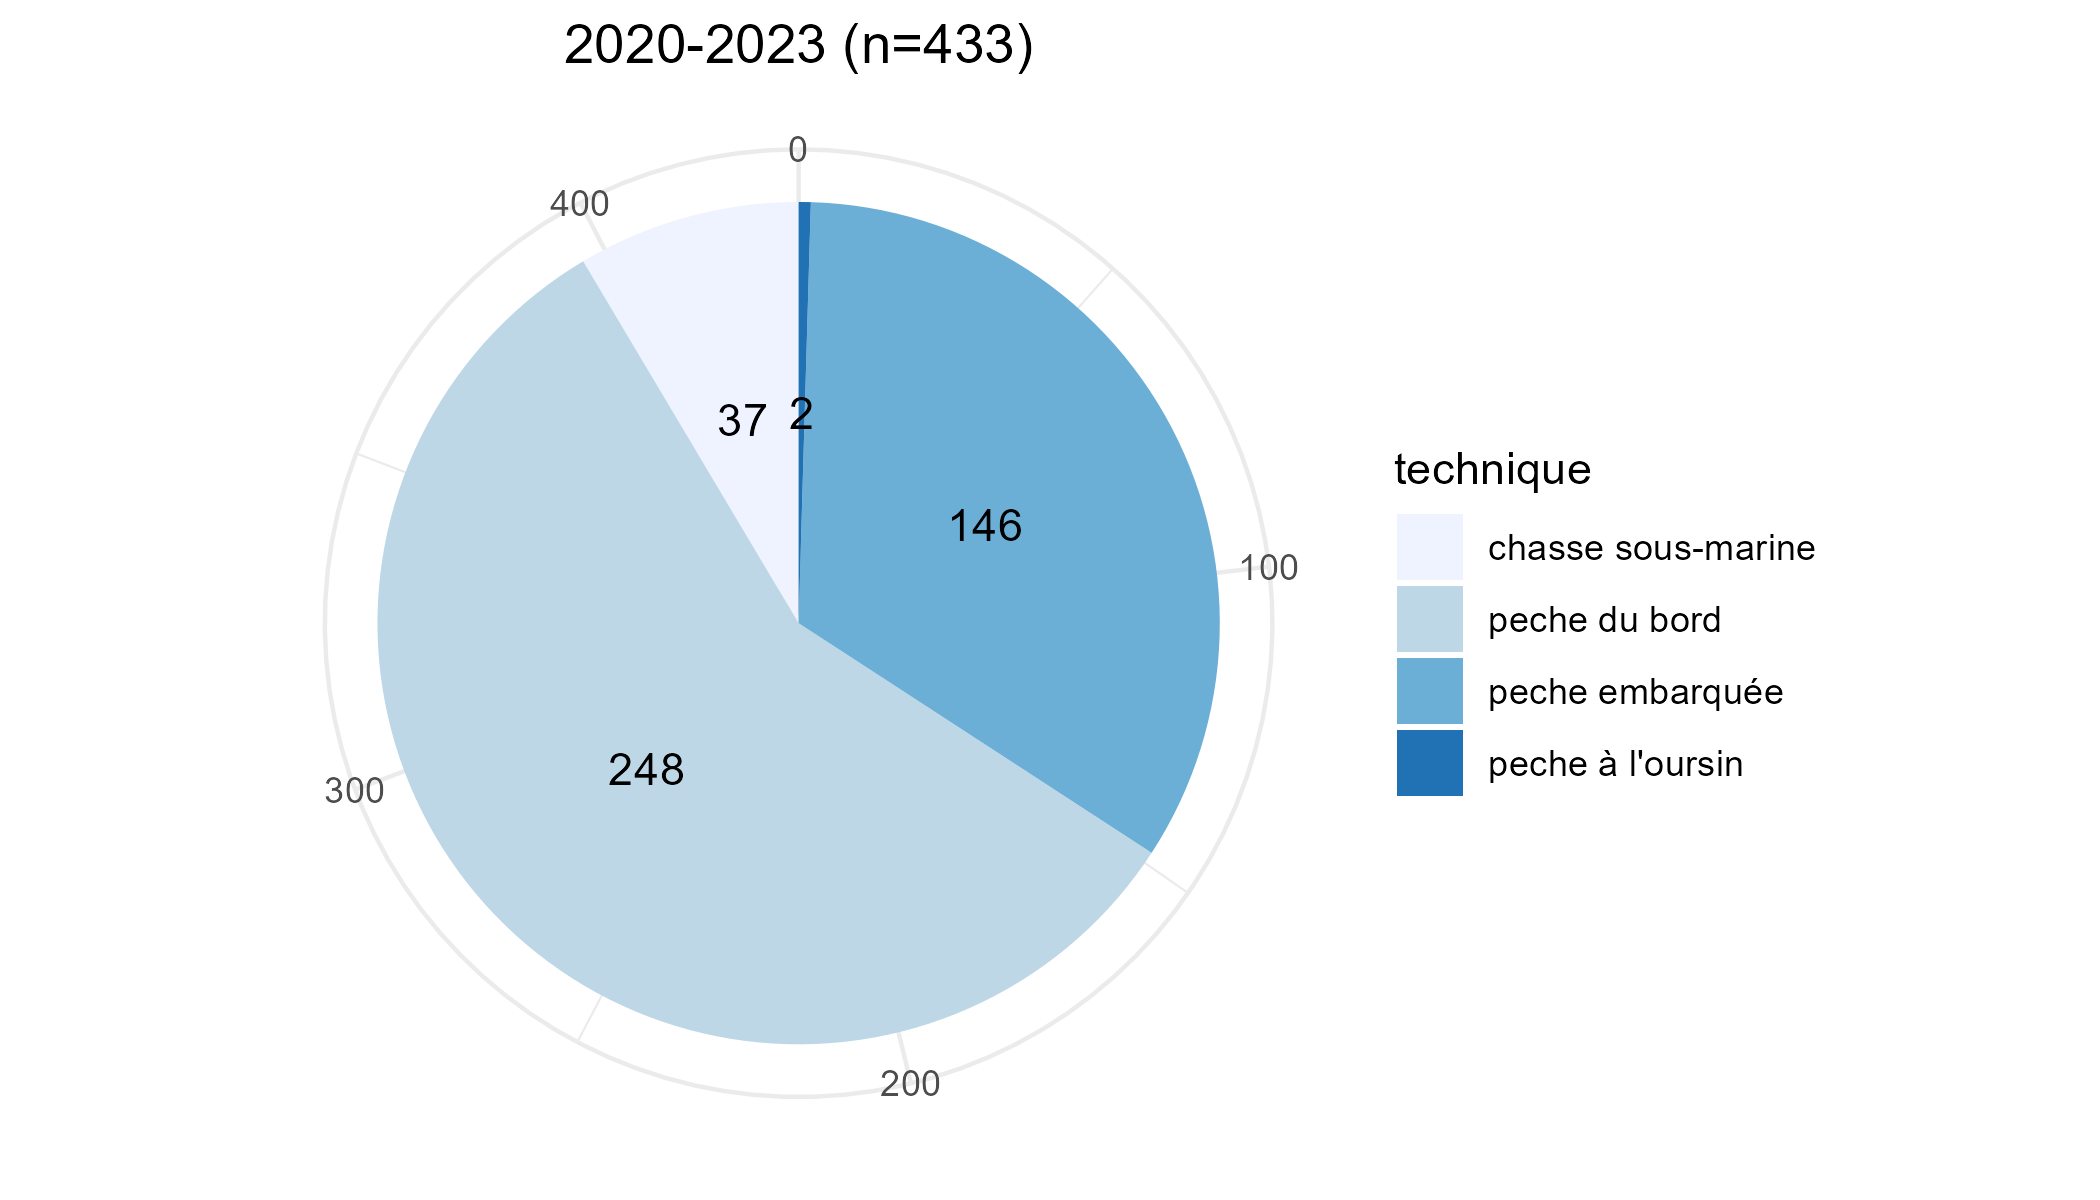 2020-2023 (n=433)
0
400
37
2
146
100
248
300
200
technique
chasse sous-marine
peche du bord
peche embarquée
peche à l'oursin